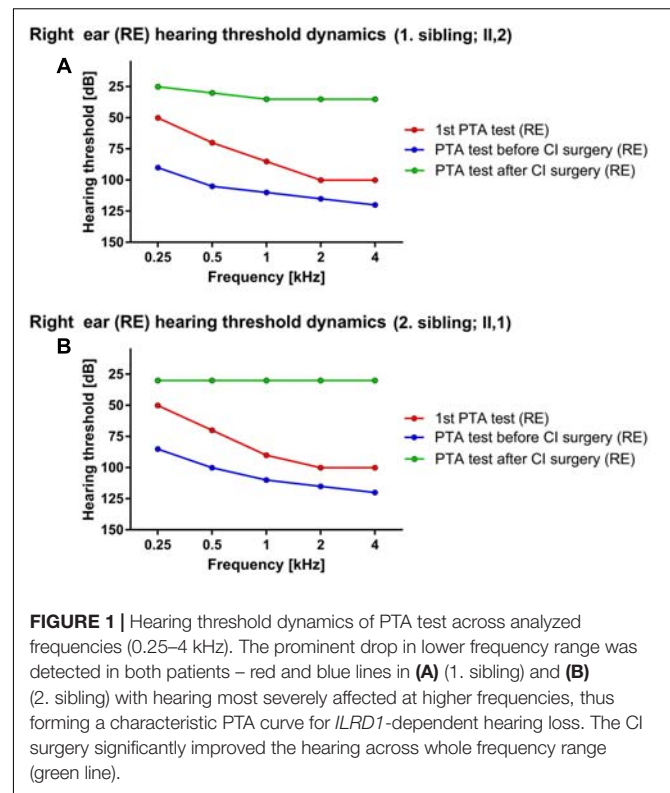 Right ear (RE) hearing threshold dynamics (1. sibling; II,2)
A
Hearing threshold [dB]
25
50
75
100
125
150
0.25 0.5 1 2 4
Frequency [kHz]
1st PTA test (RE)
PTA test before CI surgery (RE)
PTA test after CI surgery (RE)
Right ear (RE) hearing threshold dynamics (2. sibling; II,1)
B
Hearing threshold [dB]
25
50
75
100
125
150
0.25 0.5 1 2 4
Frequency [kHz]
1st PTA test (RE)
PTA test before CI surgery (RE)
PTA test after CI surgery (RE)
FIGURE 1 | Hearing threshold dynamics of PTA test across analyzed
frequencies (0.25–4 kHz). The prominent drop in lower frequency range was
detected in both patients – red and blue lines in (A) (1. sibling) and (B)
(2. sibling) with hearing most severely affected at higher frequencies, thus
forming a characteristic PTA curve for ILRD1-dependent hearing loss. The CI
surgery significantly improved the hearing across whole frequency range
(green line).